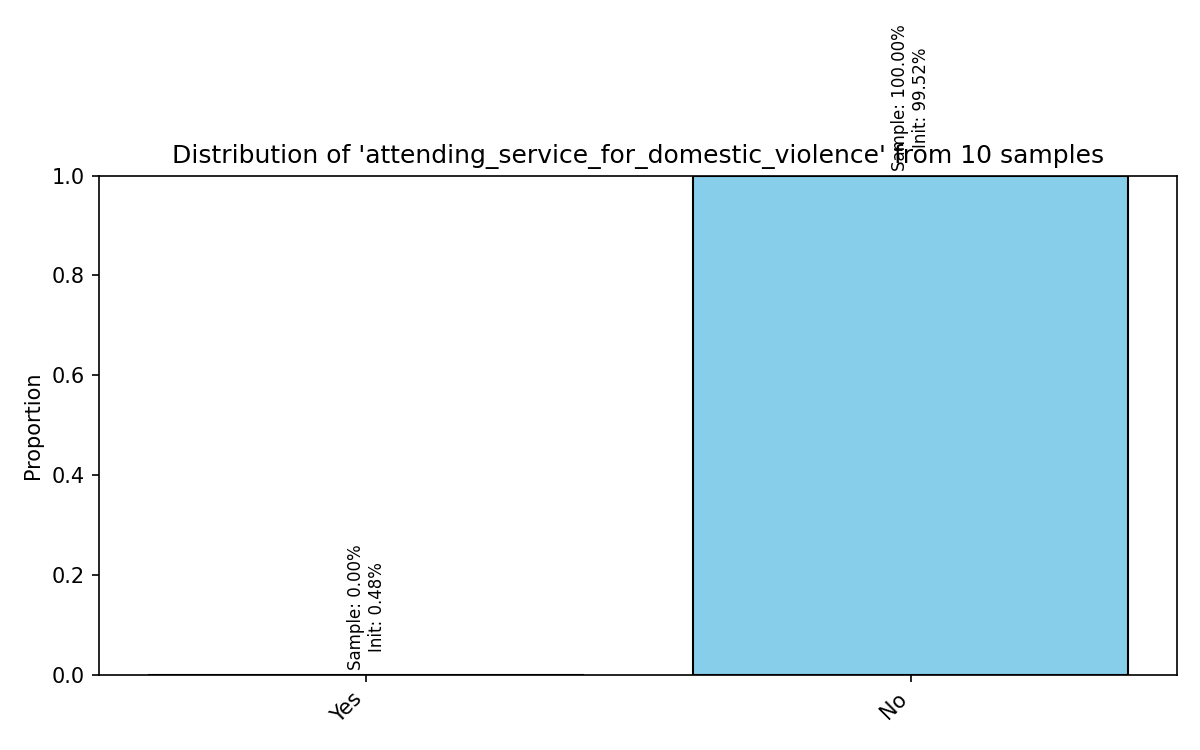 Sample: 100.00%
Init: 99.52%
Distribution of 'attending_service_for_domestic_violence' from 10 samples
1.0
0.8
0.6
0.4
0.2
0.0
Proportion
Sample: 0.00%
Init: 0.48%
Yes
No